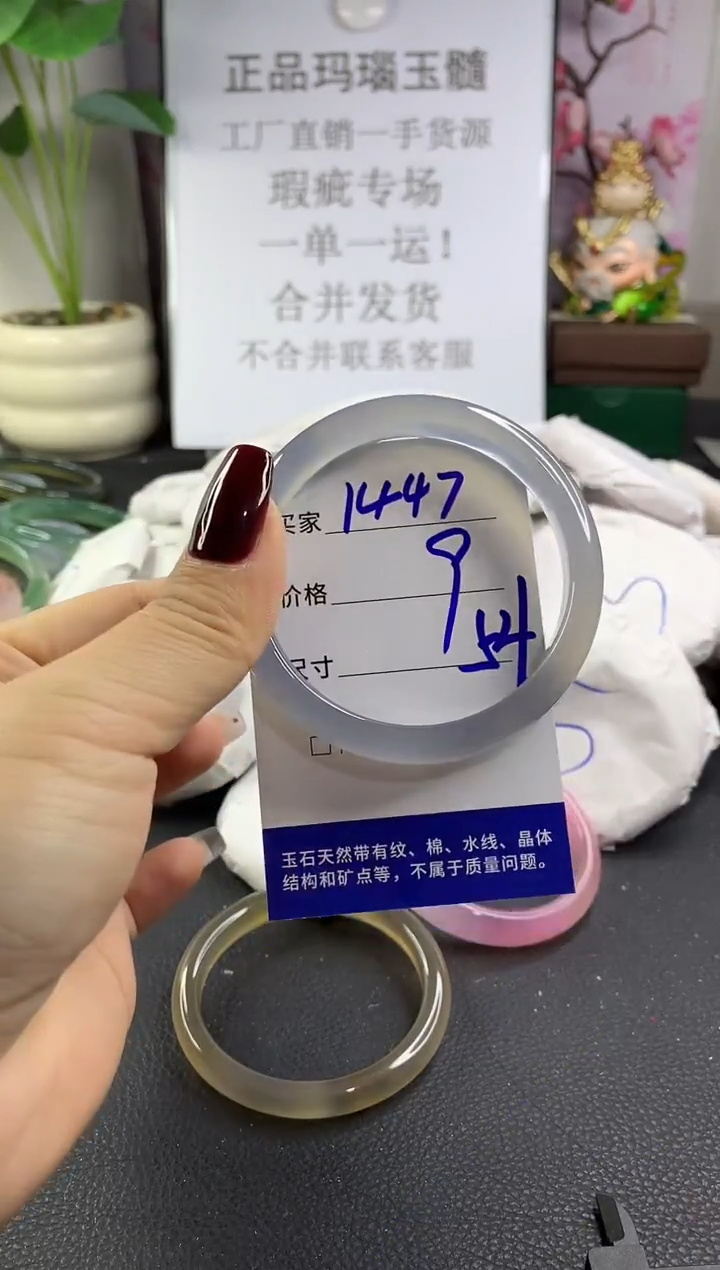 正品玛瑙玉髓
工厂直销一手货源
瑕疵专场
一单一运！
合并发货
不合并联系客服
买家 1447
价格 9
尺寸 54
玉石天然带有纹、棉、水线、晶体
结构和矿点等，不属于质量问题。